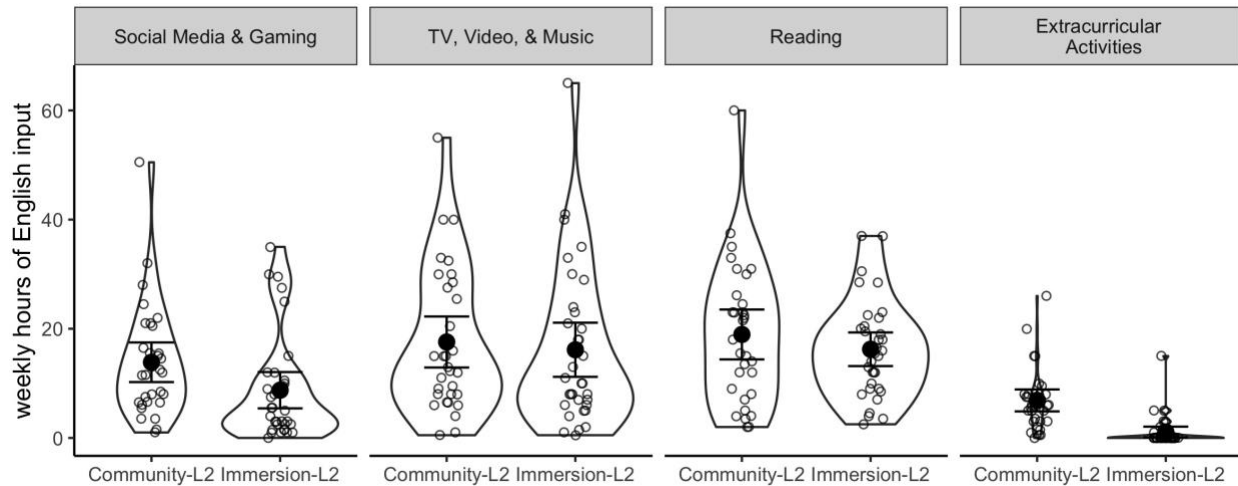 Social Media & Gaming
TV, Video, & Music
Reading
Extracurricular
Activities
weekly hours of English input
60
40
20
0
Community-L2 Immersion-L2
Community-L2 Immersion-L2
Community-L2 Immersion-L2
Community-L2 Immersion-L2